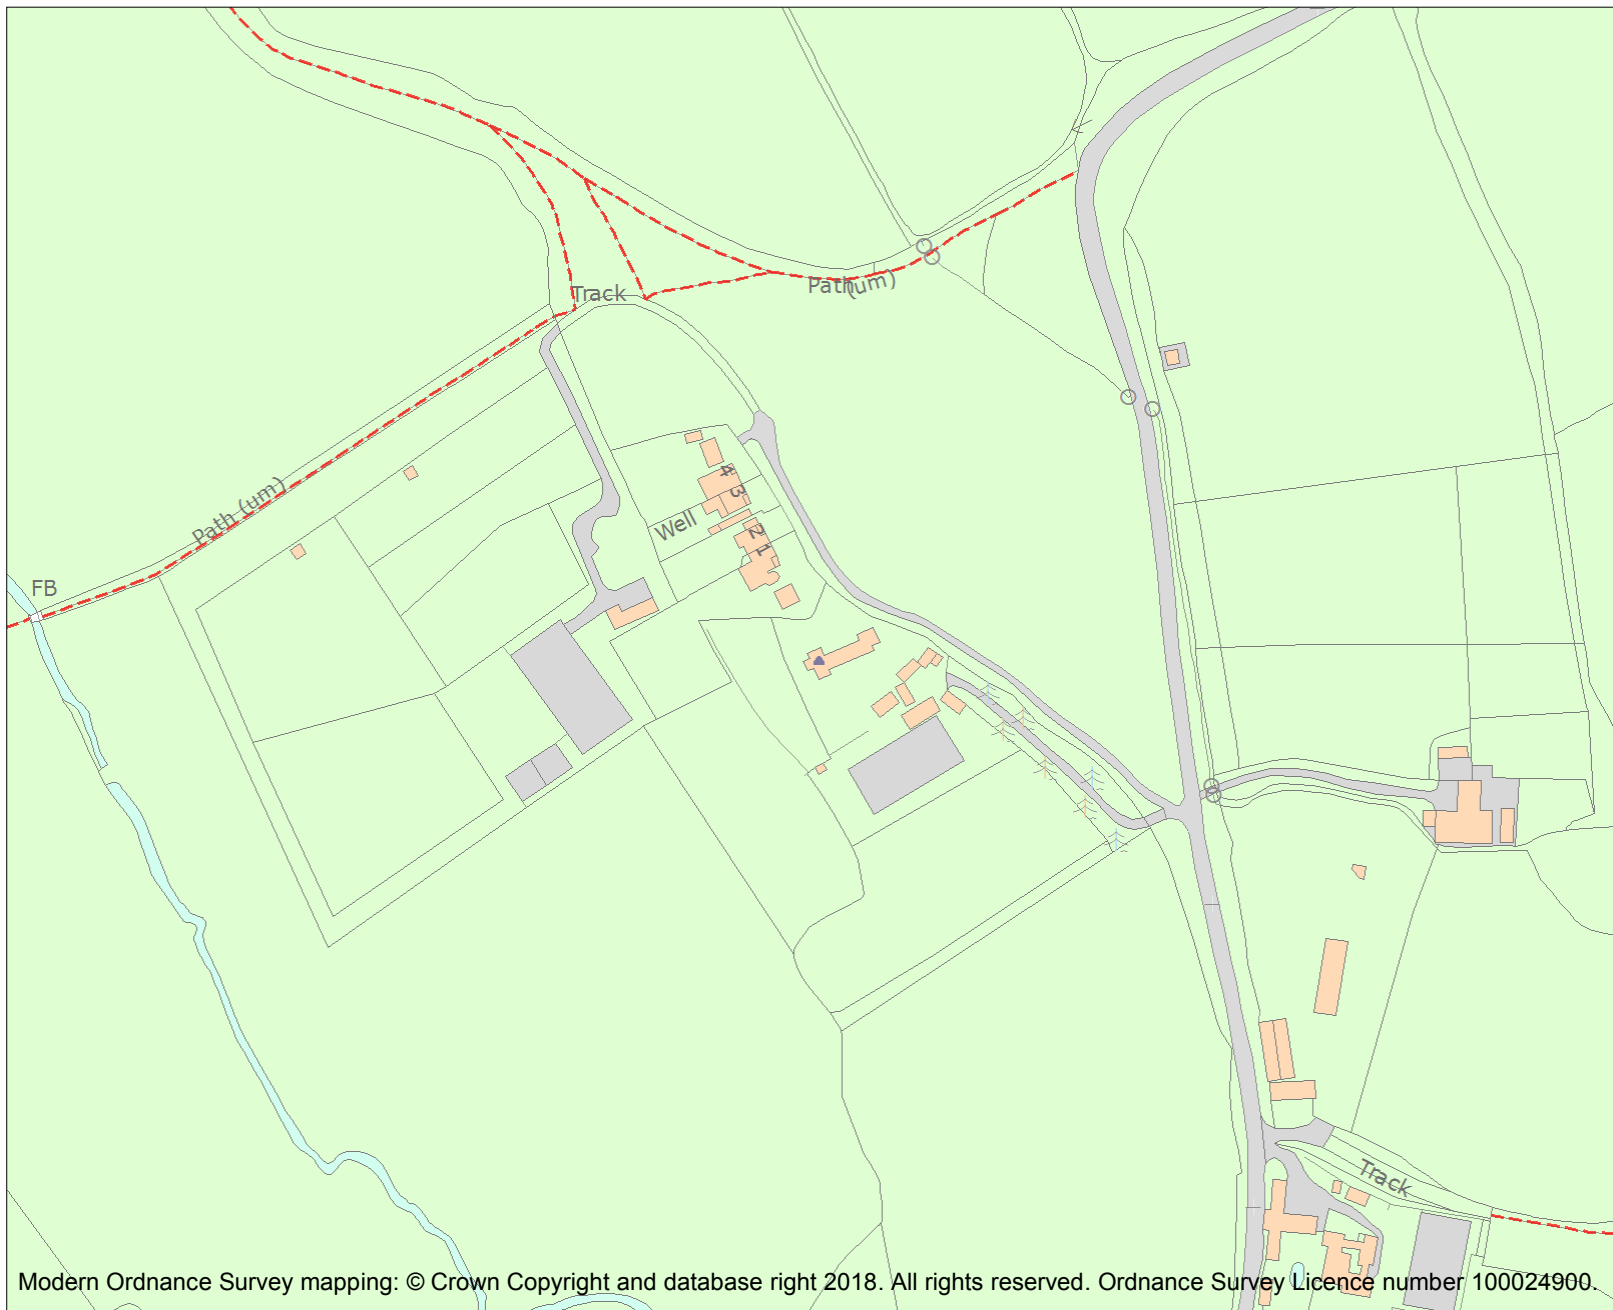 Track
Path
(um)
4
3
Well
2
1
Path (um)
FB
Track
Modern Ordnance Survey mapping: © Crown Copyright and database right 2018. All rights reserved. Ordnance Survey Licence number 100024900.